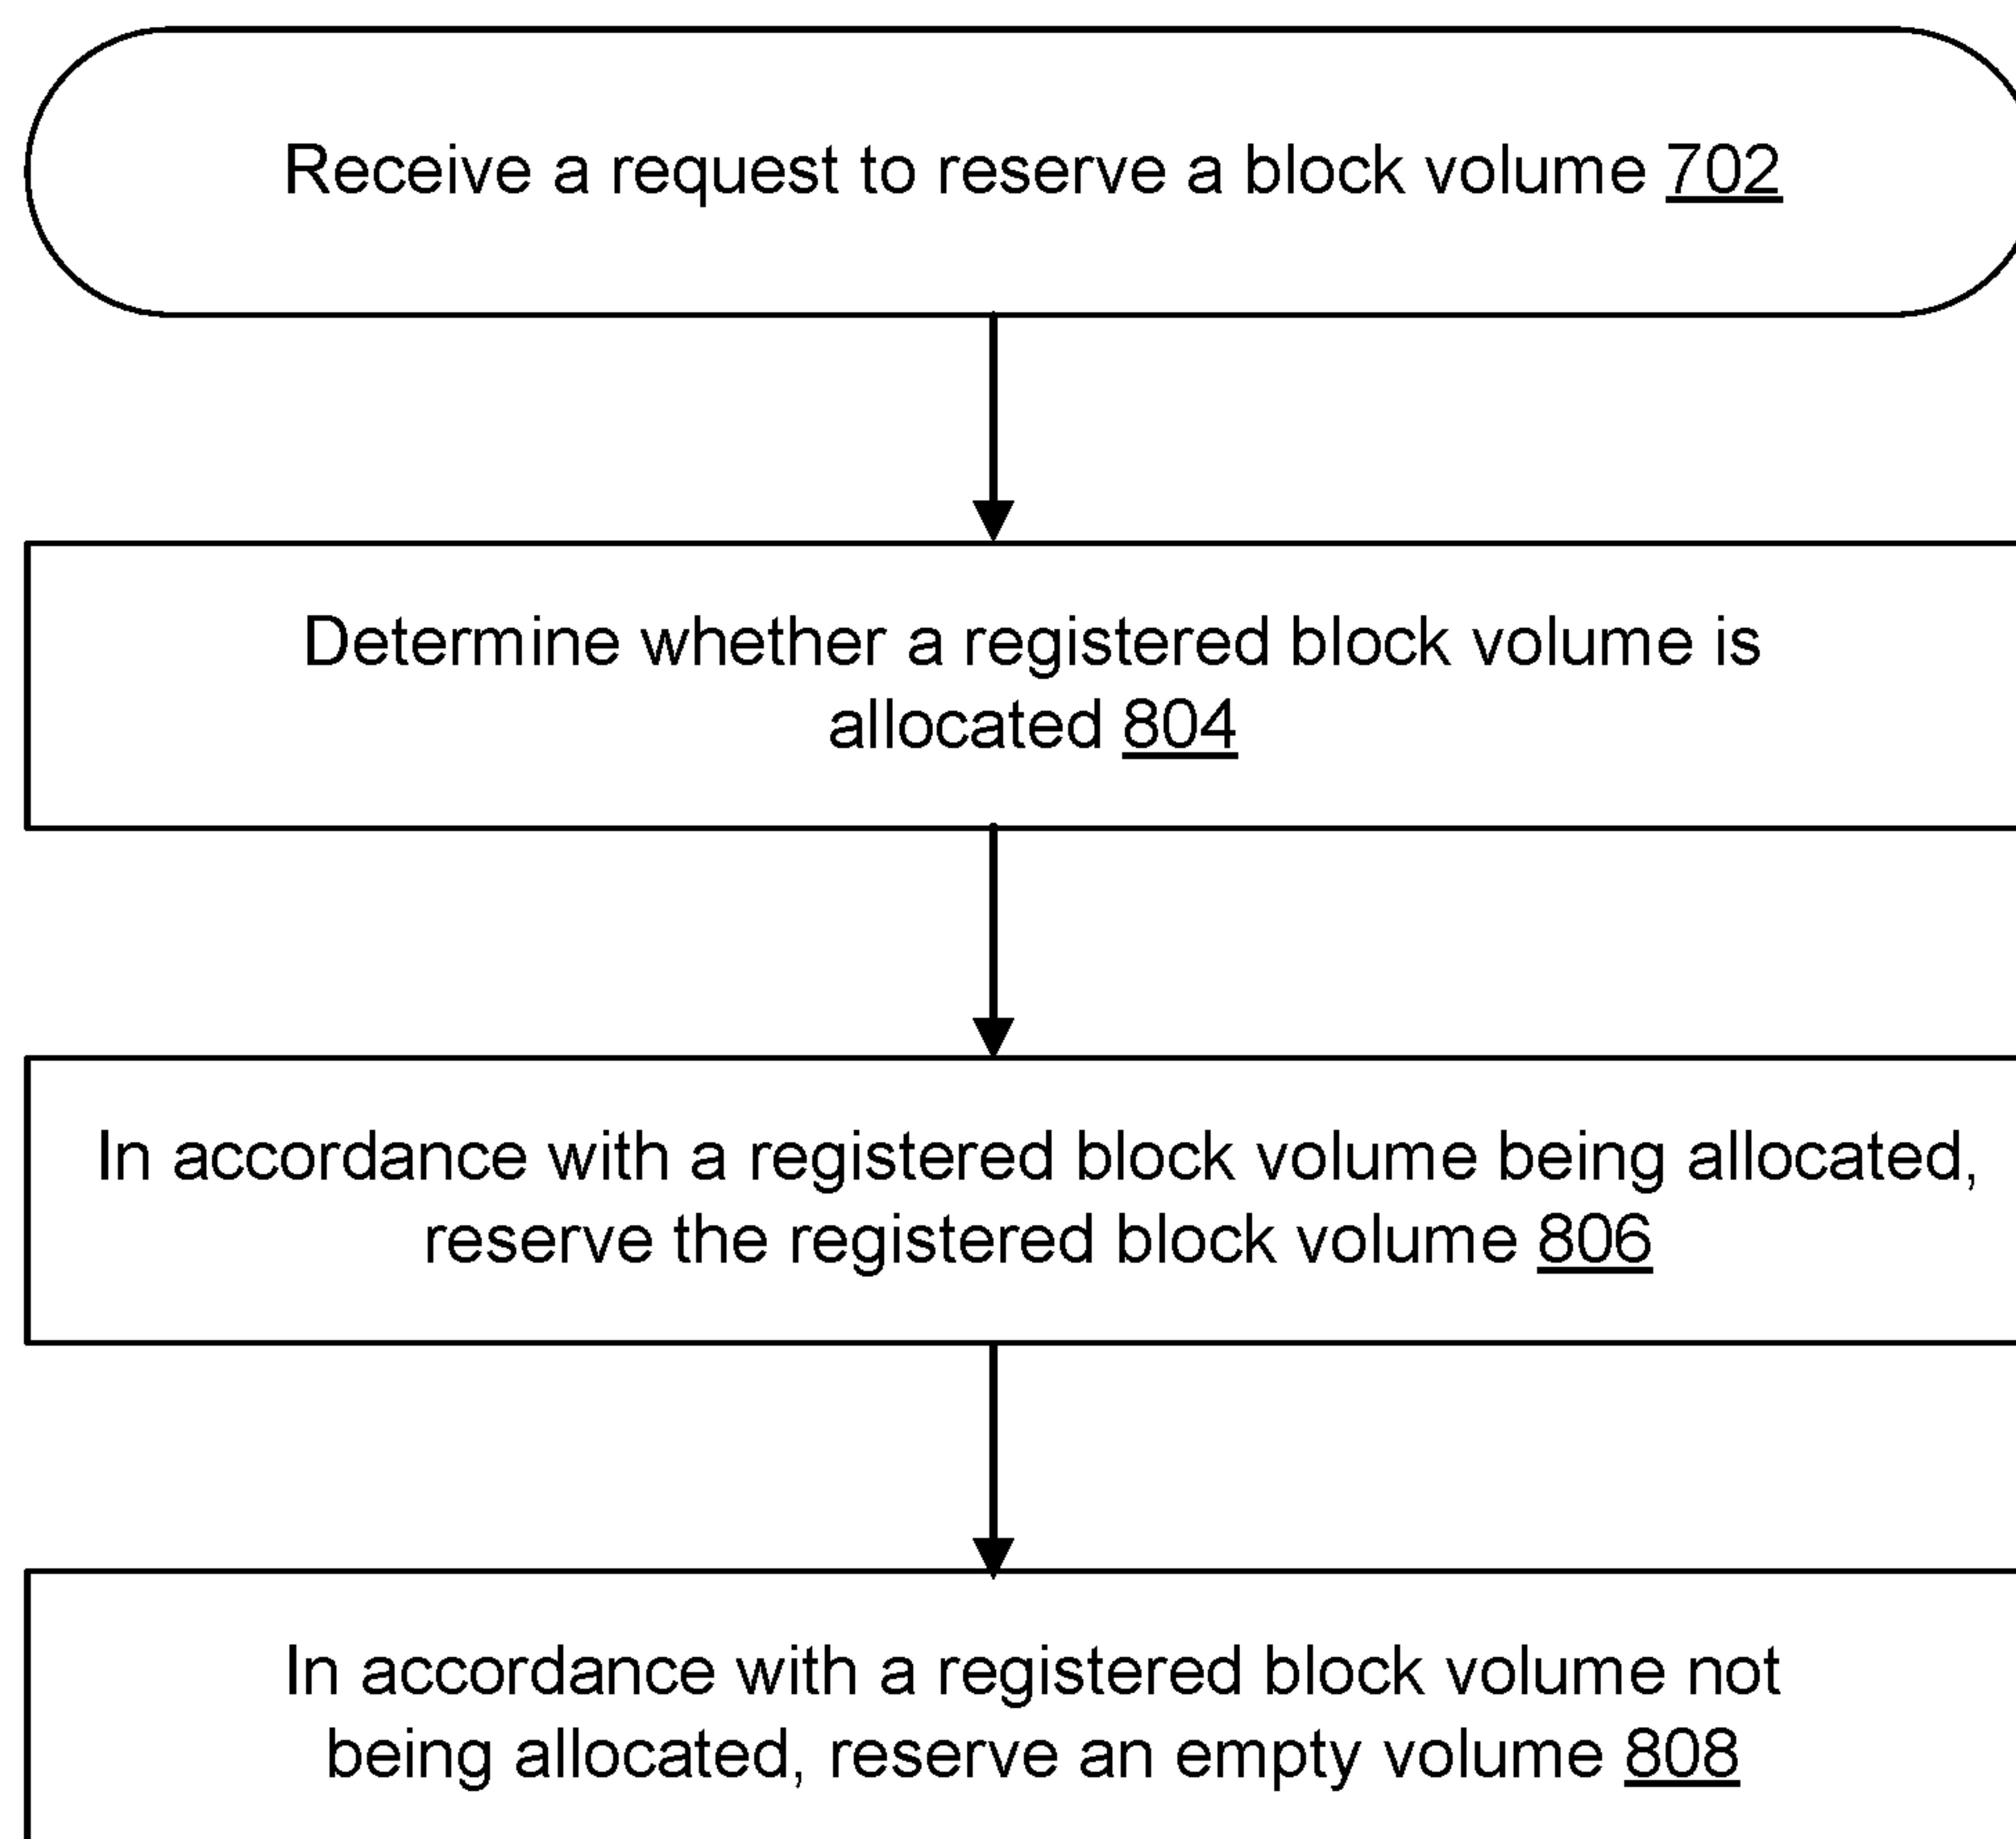 Receive a request to reserve a block volume 702
Determine whether a registered block volume is
allocated 804
In accordance with a registered block volume being allocated,
reserve the registered block volume 806
In accordance with a registered block volume not
being allocated, reserve an empty volume 808